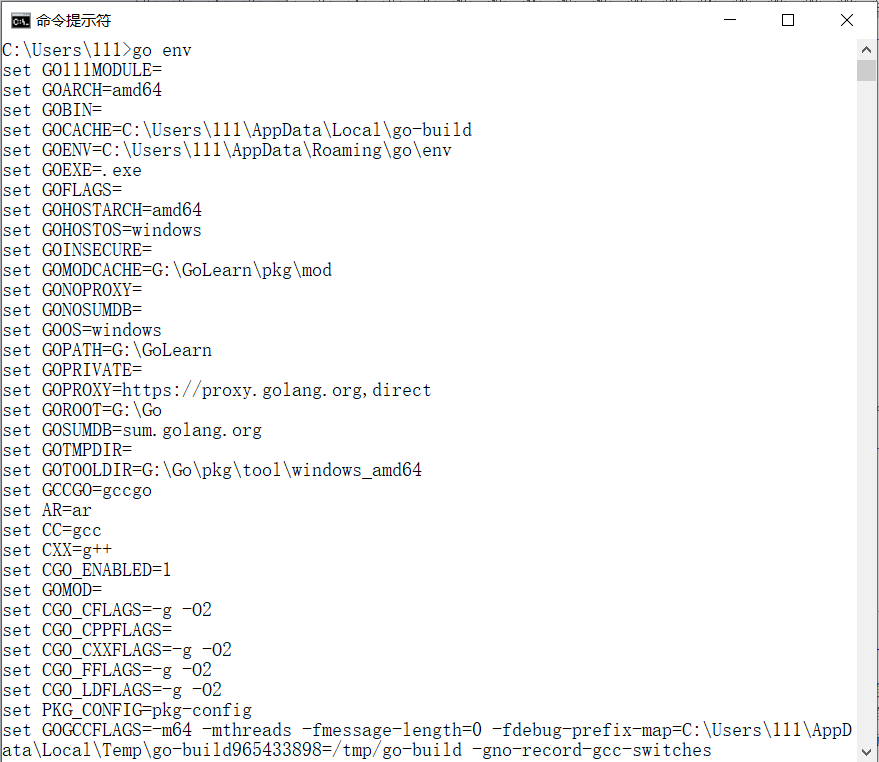 命令提示符
C:\Users\111>go env
set GO111MODULE=
set GOARCH=amd64
set GOBIN=
set GOCACHE=C:\Users\111\AppData\Local\go-build
set GOENV=C:\Users\111\AppData\Roaming\go\env
set GOEXE=.exe
set GOFLAGS=
set GOHOSTARCH=amd64
set GOHOSTOS=windows
set GOINSECURE=
set GOMODCACHE=G:\GoLearn\pkg\mod
set GONOPROXY=
set GONOSUMDB=
set GOOS=windows
set GOPATH=G:\GoLearn
set GOPRIVATE=
set GOPROXY=https://proxy.golang.org,direct
set GOROOT=G:\Go
set GOSUMDB=sum.golang.org
set GOTMPDIR=
set GOTOOLDIR=G:\Go\pkg\tool\windows_amd64
set GCCGO=gccgo
set AR=ar
set CC=gcc
set CXX=g++
set CGO_ENABLED=1
set GOMOD=
set CGO_CFLAGS=-g -O2
set CGO_CPPFLAGS=
set CGO_CXXFLAGS=-g -O2
set CGO_FFLAGS=-g -O2
set CGO_LDFLAGS=-g -O2
set PKG_CONFIG=pkg-config
set GOGCCFLAGS=-m64 -mthreads -fmessage-length=0 -fdebug-prefix-map=C:\Users\111\AppD
ata\Local\Temp\go-build965433898=/tmp/go-build -gno-record-gcc-switches